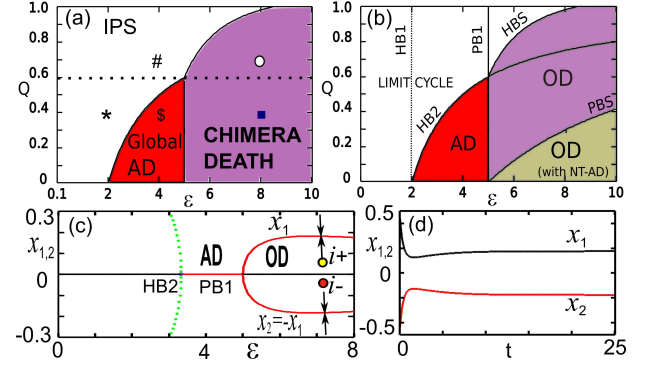 (a)
IPS
#
*
$
Global
AD
CHIMERA
DEATH
1.0
0.8
0.6
Q
0.4
0.2
0.0
0.1
2
4
ε
6
8
10
(b)
HB1
PB1
HBS
LIMIT CYCLE
HB2
OD
PBS
AD
OD
(with NT-AD)
1.0
0.8
0.6
Q
0.4
0.2
0.0
0
2
4
ε
6
8
10
(c)
x1
AD
OD
i+
i-
HB2
PB1
x2=-x1
0.3
x1,2
0
-0.3
0
4
ε
6
8
(d)
x1
x2
0.5
x1,2
0
-0.5
0
t
25